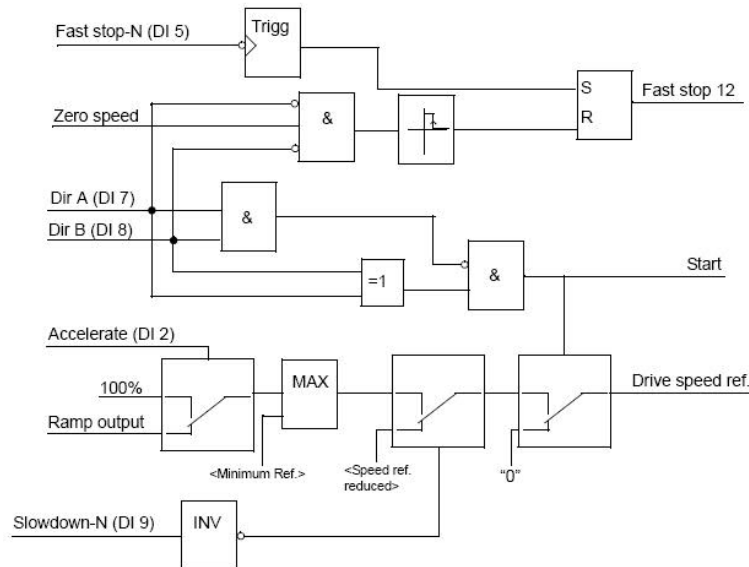 Fast stop-N (DI 5)
Trigg
S
R
Fast stop 12
Zero speed
&
Dir A (DI 7)
Dir B (DI 8)
&
&
=1
Start
Accelerate (DI 2)
100%
Ramp output
MAX
<Minimum Ref.>
<Speed ref.
reduced>
"0"
Drive speed ref.
Slowdown-N (DI 9)
INV